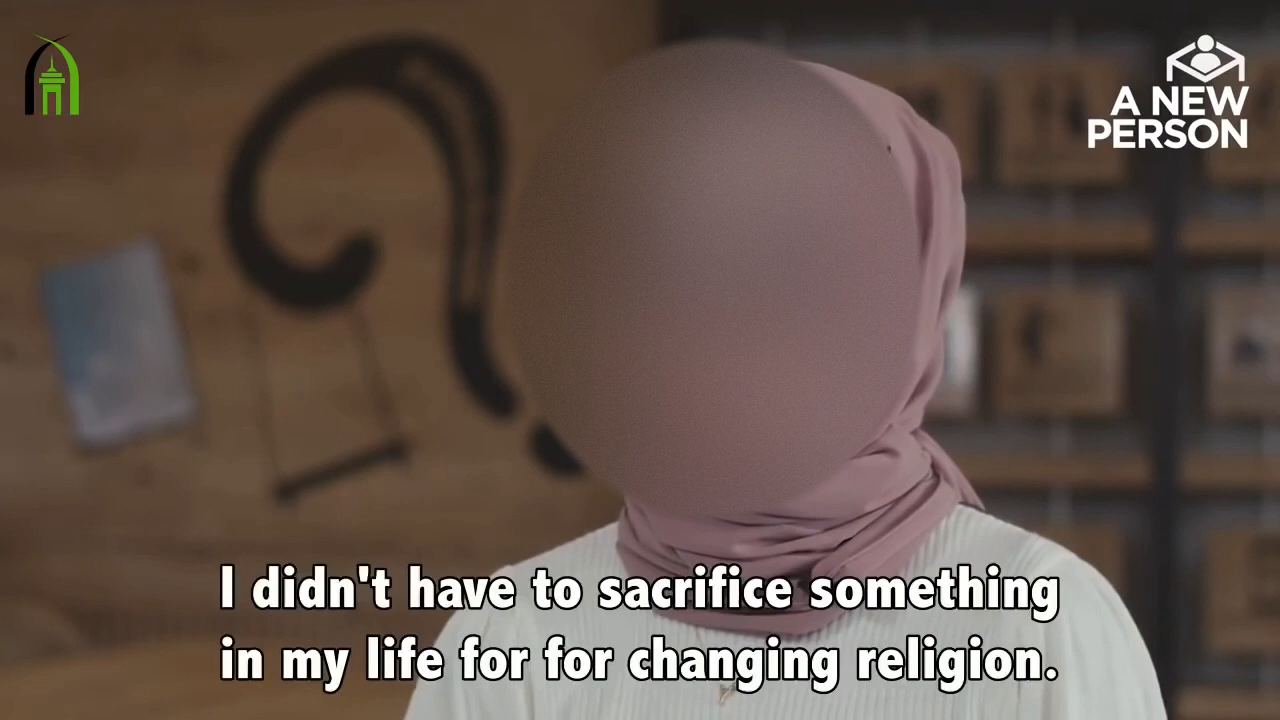 A NEW
PERSON
I didn't have to sacrifice something
in my life for for changing religion.